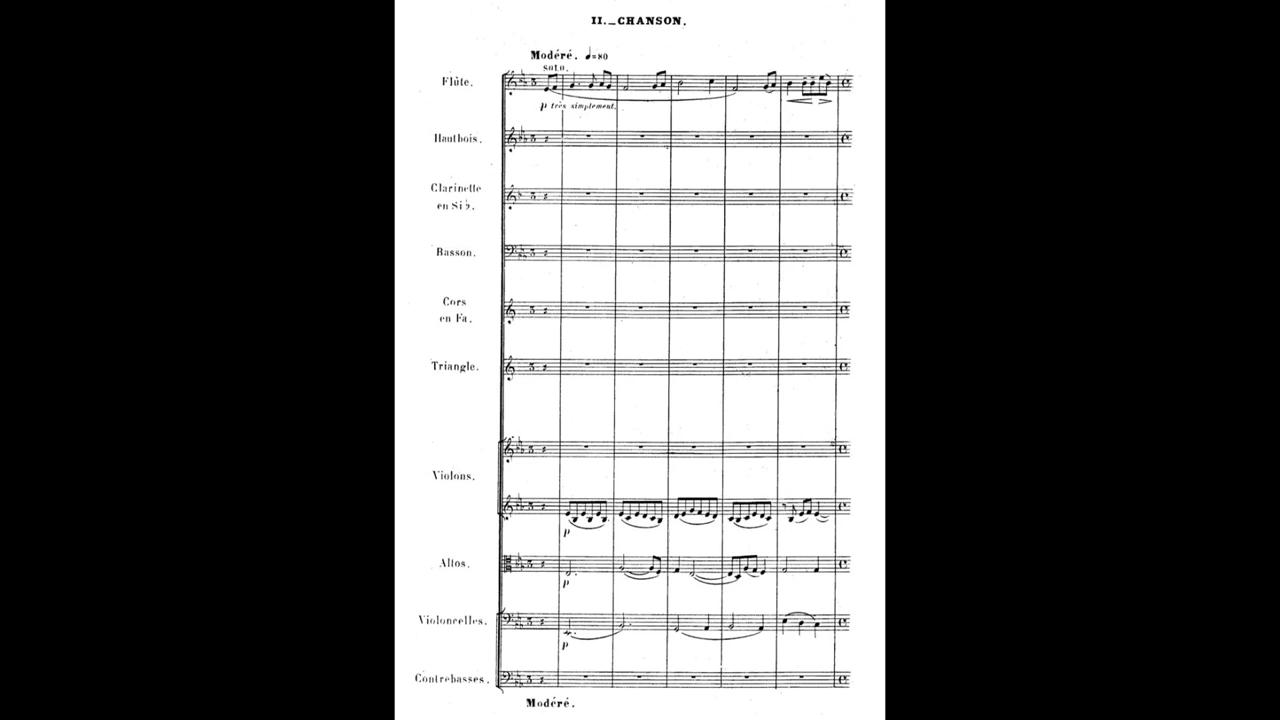 II._CHANSON.
Modéré. ♩=80
SOLO.
Flûte.
p très simplement.
Hautbois.
Clarinette
en Si ♭.
Basson.
Cors
en Fa.
Triangle.
Violons.
p
Altos.
p
Violoncelles.
p
Contrebasses.
Modéré.